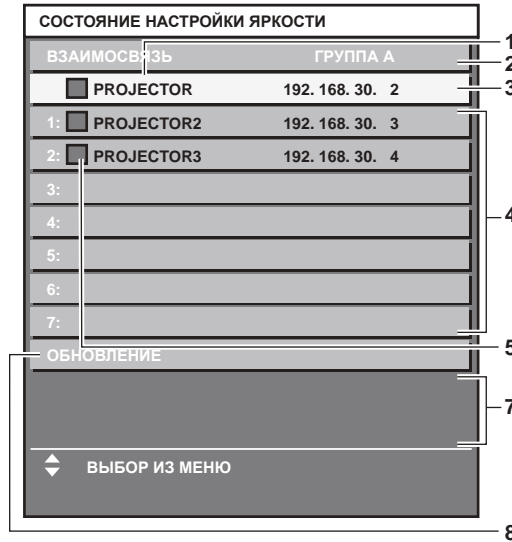 СОСТОЯНИЕ НАСТРОЙКИ ЯРКОСТИ
ВЗАИМОСВЯЗЬ ГРУППА A 1
2
PROJECTOR 192. 168. 30. 2 3
1: PROJECTOR2 192. 168. 30. 3
2: PROJECTOR3 192. 168. 30. 4
3:
4: 4
5:
6:
7:
ОБНОВЛЕНИЕ 5
7
ВЫБОР ИЗ МЕНЮ
8